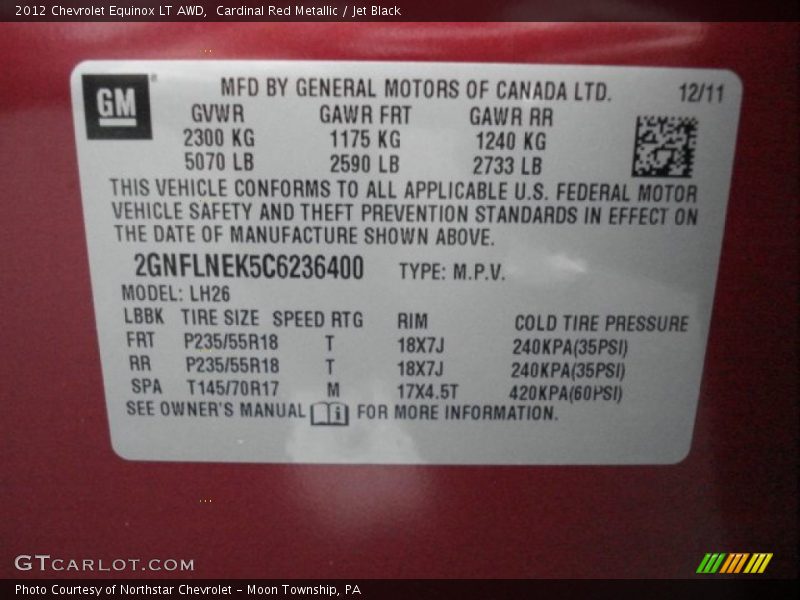 2012 Chevrolet Equinox LT AWD,  Cardinal Red Metallic / Jet Black
GM®
MFD BY GENERAL MOTORS OF CANADA LTD. 12/11
GVWR GAWR FRT GAWR RR
2300 KG 1175 KG 1240 KG
5070 LB 2590 LB 2733 LB
THIS VEHICLE CONFORMS TO ALL APPLICABLE U.S. FEDERAL MOTOR
VEHICLE SAFETY AND THEFT PREVENTION STANDARDS IN EFFECT ON
THE DATE OF MANUFACTURE SHOWN ABOVE.
2GNFLNEK5C6236400 TYPE: M.P.V.
MODEL: LH26
LBBK TIRE SIZE SPEED RTG RIM COLD TIRE PRESSURE
FRT P235/55R18 T 18X7J 240KPA(35PSI)
RR P235/55R18 T 18X7J 240KPA(35PSI)
SPA T145/70R17 M 17X4.5T 420KPA(60PSI)
SEE OWNER'S MANUAL i FOR MORE INFORMATION.
GTCARLOT.COM
Photo Courtesy of Northstar Chevrolet - Moon Township, PA